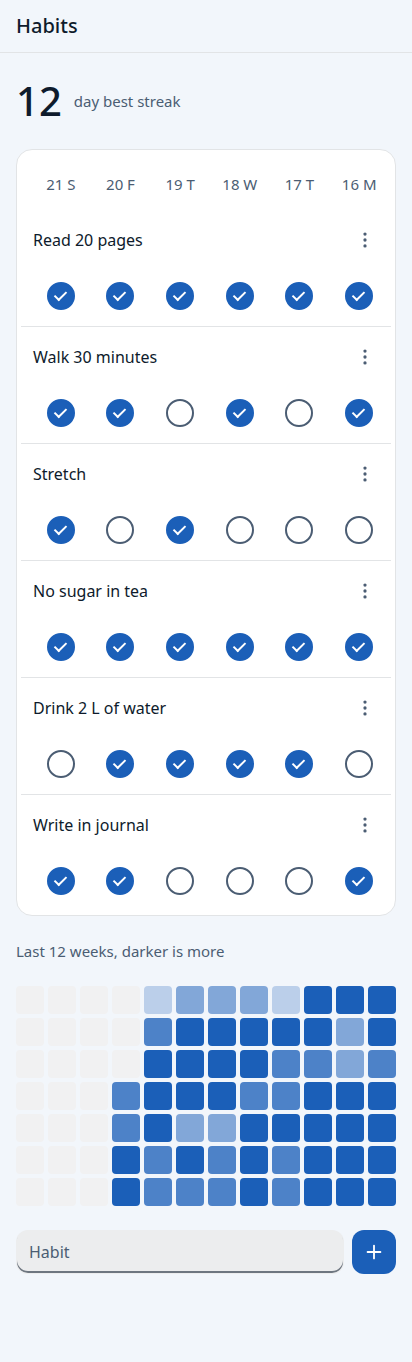 Habits
12 day best streak
21 S 20 F 19 T 18 W 17 T 16 M
Read 20 pages
Walk 30 minutes
Stretch
No sugar in tea
Drink 2 L of water
Write in journal
Last 12 weeks, darker is more
Habit